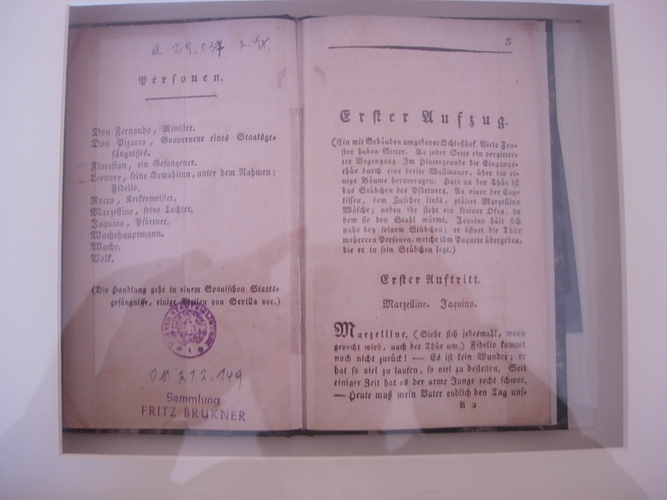 Personen.
Don Fernando, Minister.
Don Pizarro, Gouverneur eines Staatsge-
fängnisses.
Florestan, ein Gefangener.
Leonore, seine Gemahlinn, unter dem Nahmen:
Fidelio.
Rocco, Kerkermeister.
Marzelline, seine Tochter.
Jaquino, Pförtner.
Wachehauptmann.
Wache.
Volk.
(Die Handlung geht in einem Spanischen Staats-
gefängnisse, einige Meilen von Sevilla vor.)
Sammlung
FRITZ BRUKNER
3
Erster Aufzug.
(Ein mit Gebäuden umgebener Schloßhof. Viele Fen-
ster haben Gitter. An jeder Seite ein vergitter-
ter Bogengang. Im Hintergrunde die Eingangs-
thür durch eine breite Wallmauer, über die ei-
nige Bäume hervorragen. Hart an der Thür ist
das Stübchen des Pförtners. An einer der Cou-
lissen, dem Zuseher links, plättet Marzelline
Wäsche; neben ihr steht ein kleiner Ofen, in
dem sie den Stahl wärmt. Jaquino hält sich
nahe bey seinem Stübchen; er öffnet die Thür
mehreren Personen, welche ihm Paquete übergeben,
die er in sein Stübchen legt.)
Erster Auftritt.
Marzelline. Jaquino.
Marzelline. (Siehe sich jedesmahl, wenn
gepocht wird, nach der Thür um.) Fidelio kommt
noch nicht zurück! — Es ist kein Wunder; er
hat so viel zu laufen, so viel zu bestellen. Seit
einiger Zeit hat es der arme Junge recht schwer.
— Heute muß mein Vater endlich den Tag uns-
A 2